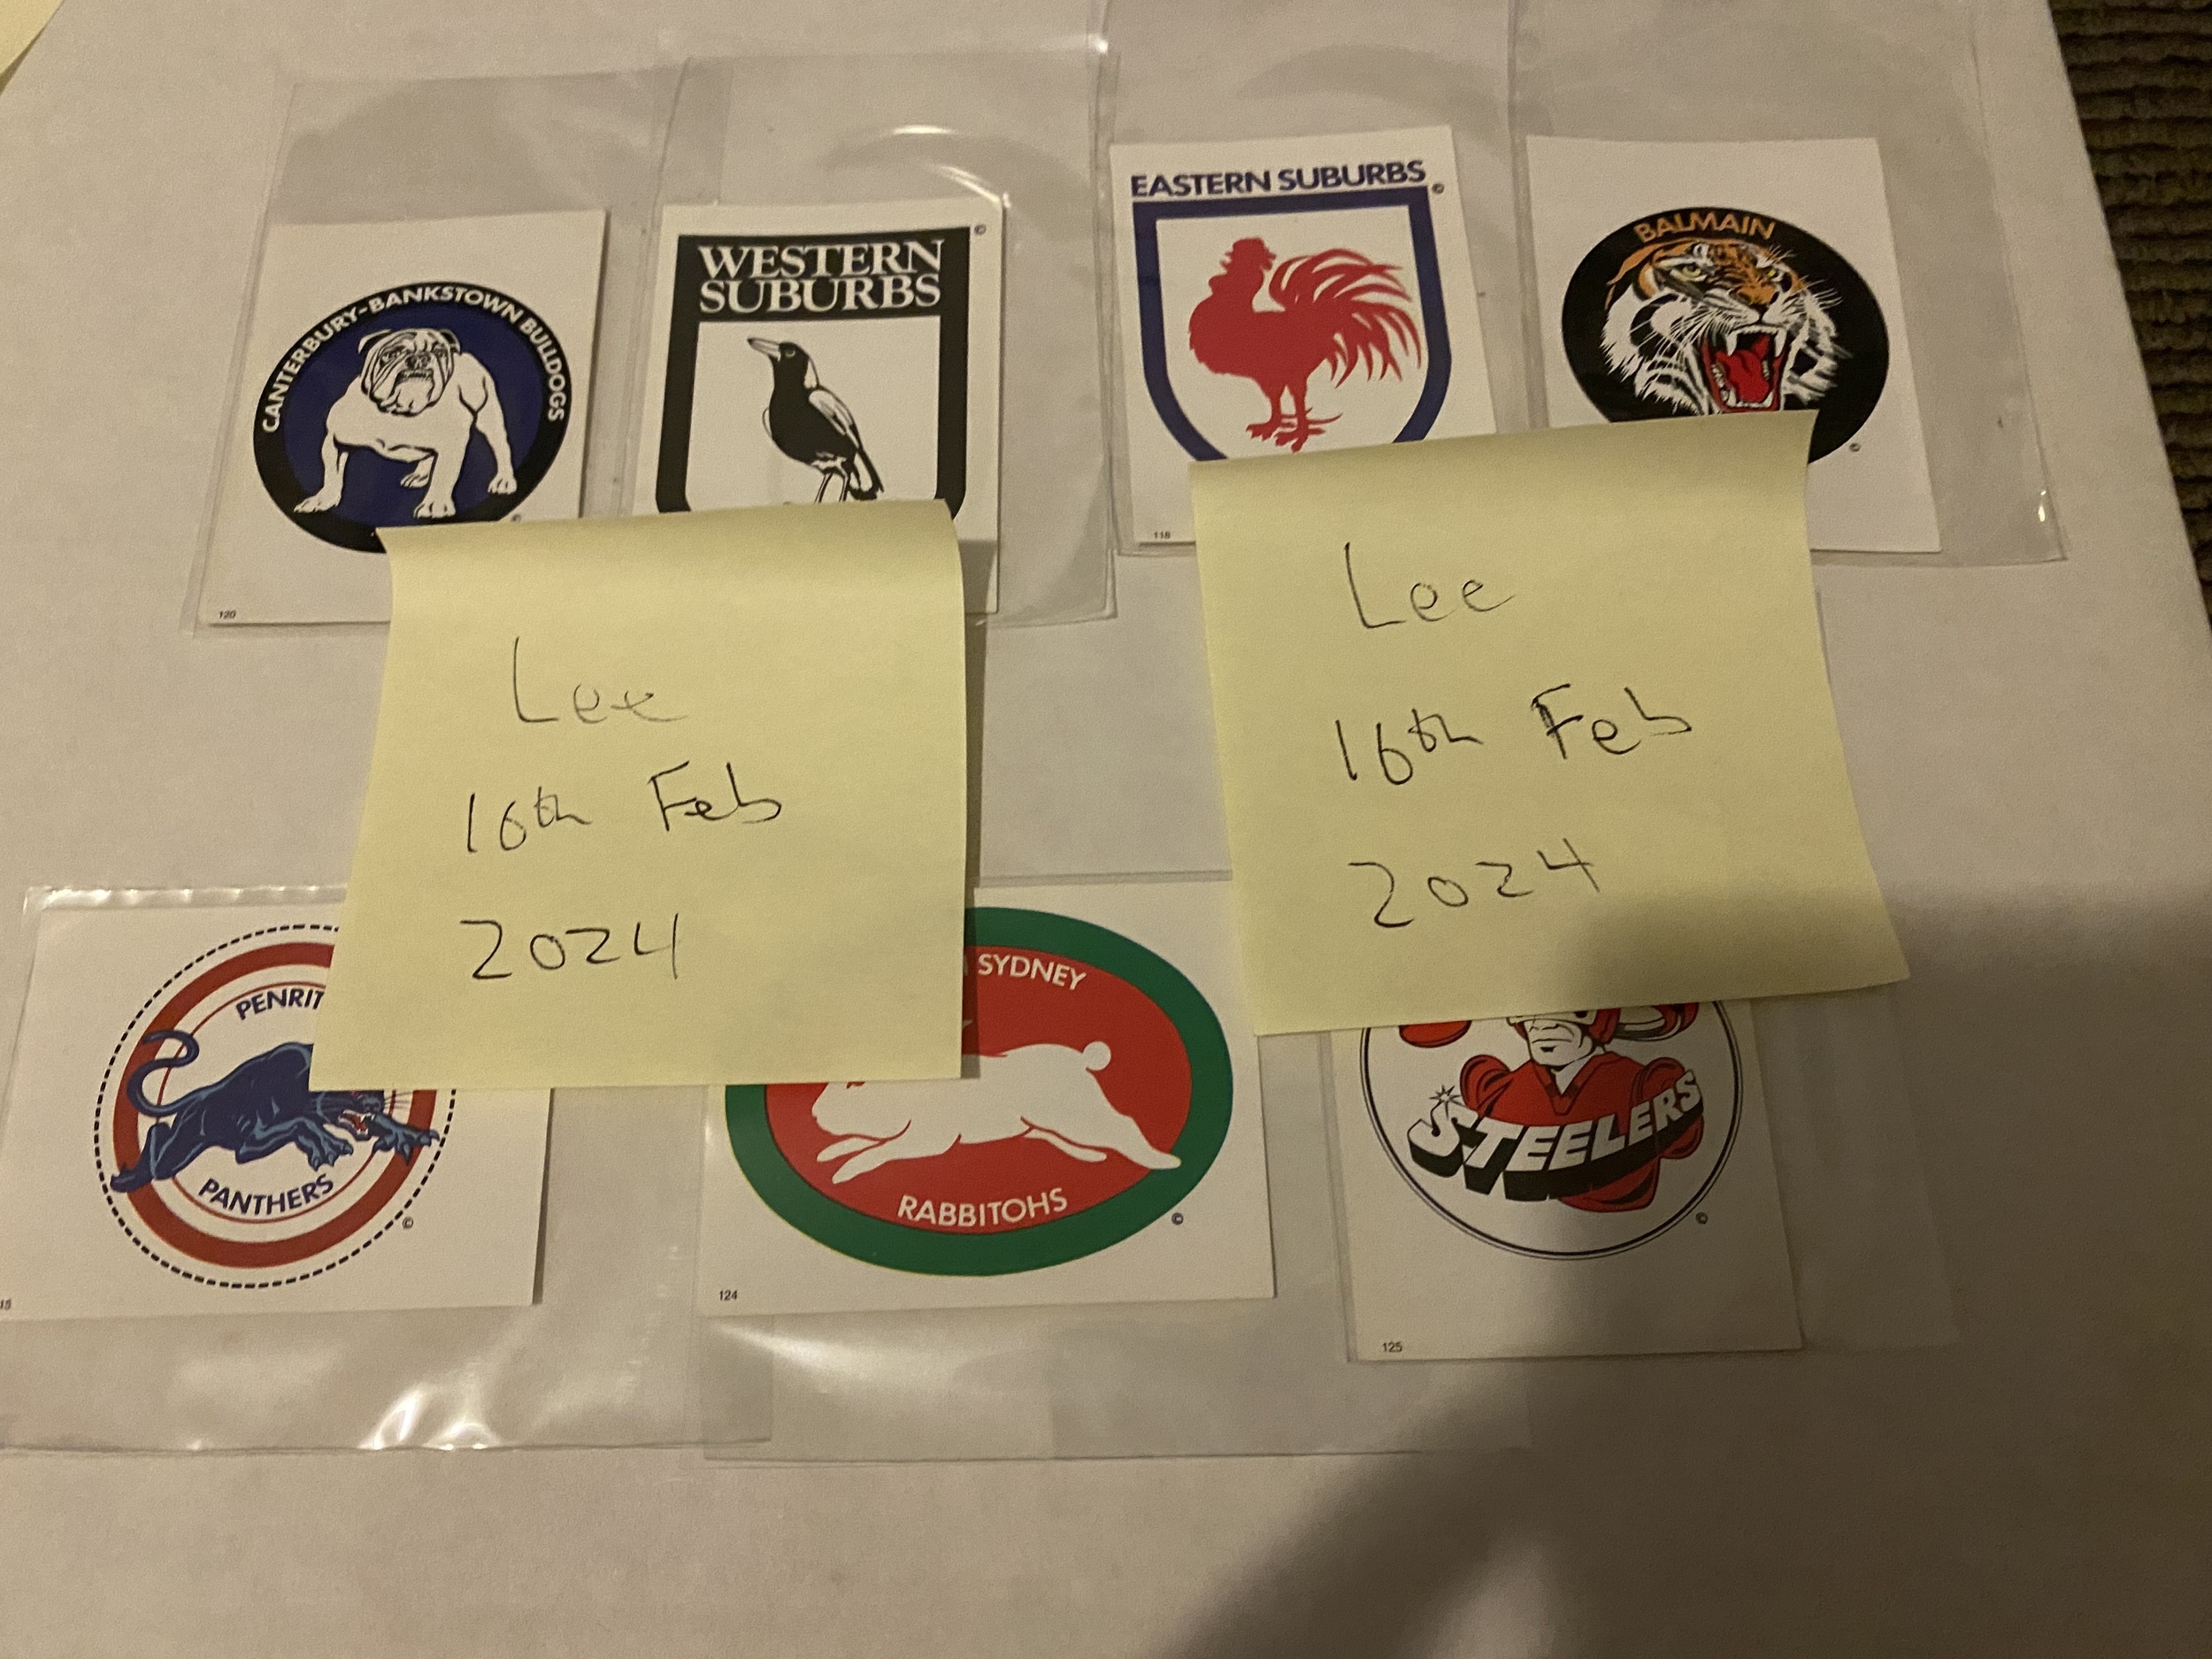 CANTERBURY-BANKSTOWN BULLDOGS
©
120
WESTERN
SUBURBS
©
EASTERN SUBURBS
©
118
BALMAIN
©
Lee
16th Feb
2024
Lee
16th Feb
2024
PANTHERS
©
SYDNEY
RABBITOHS
©
124
STEELERS
©
125